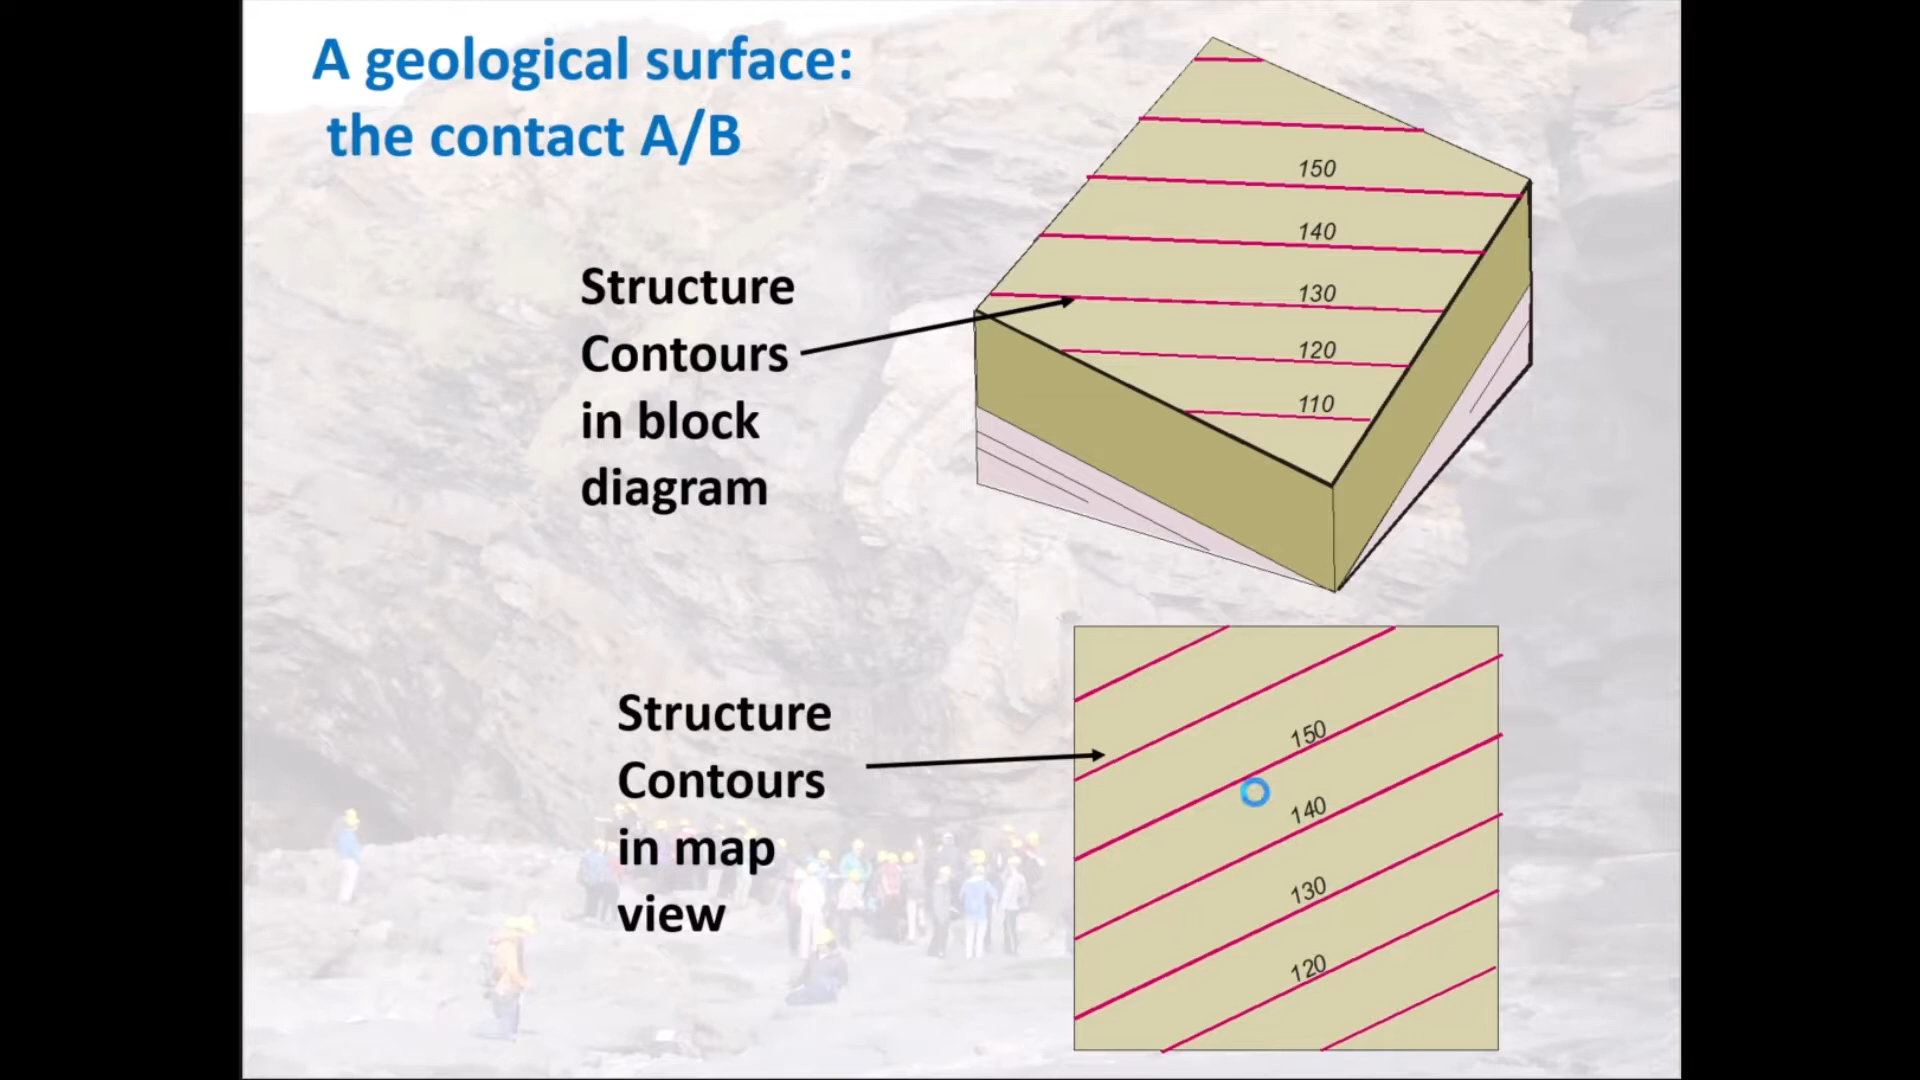 A geological surface:
the contact A/B
150
140
130
120
110
Structure
Contours
in block
diagram
Structure
Contours
in map
view
150
140
130
120